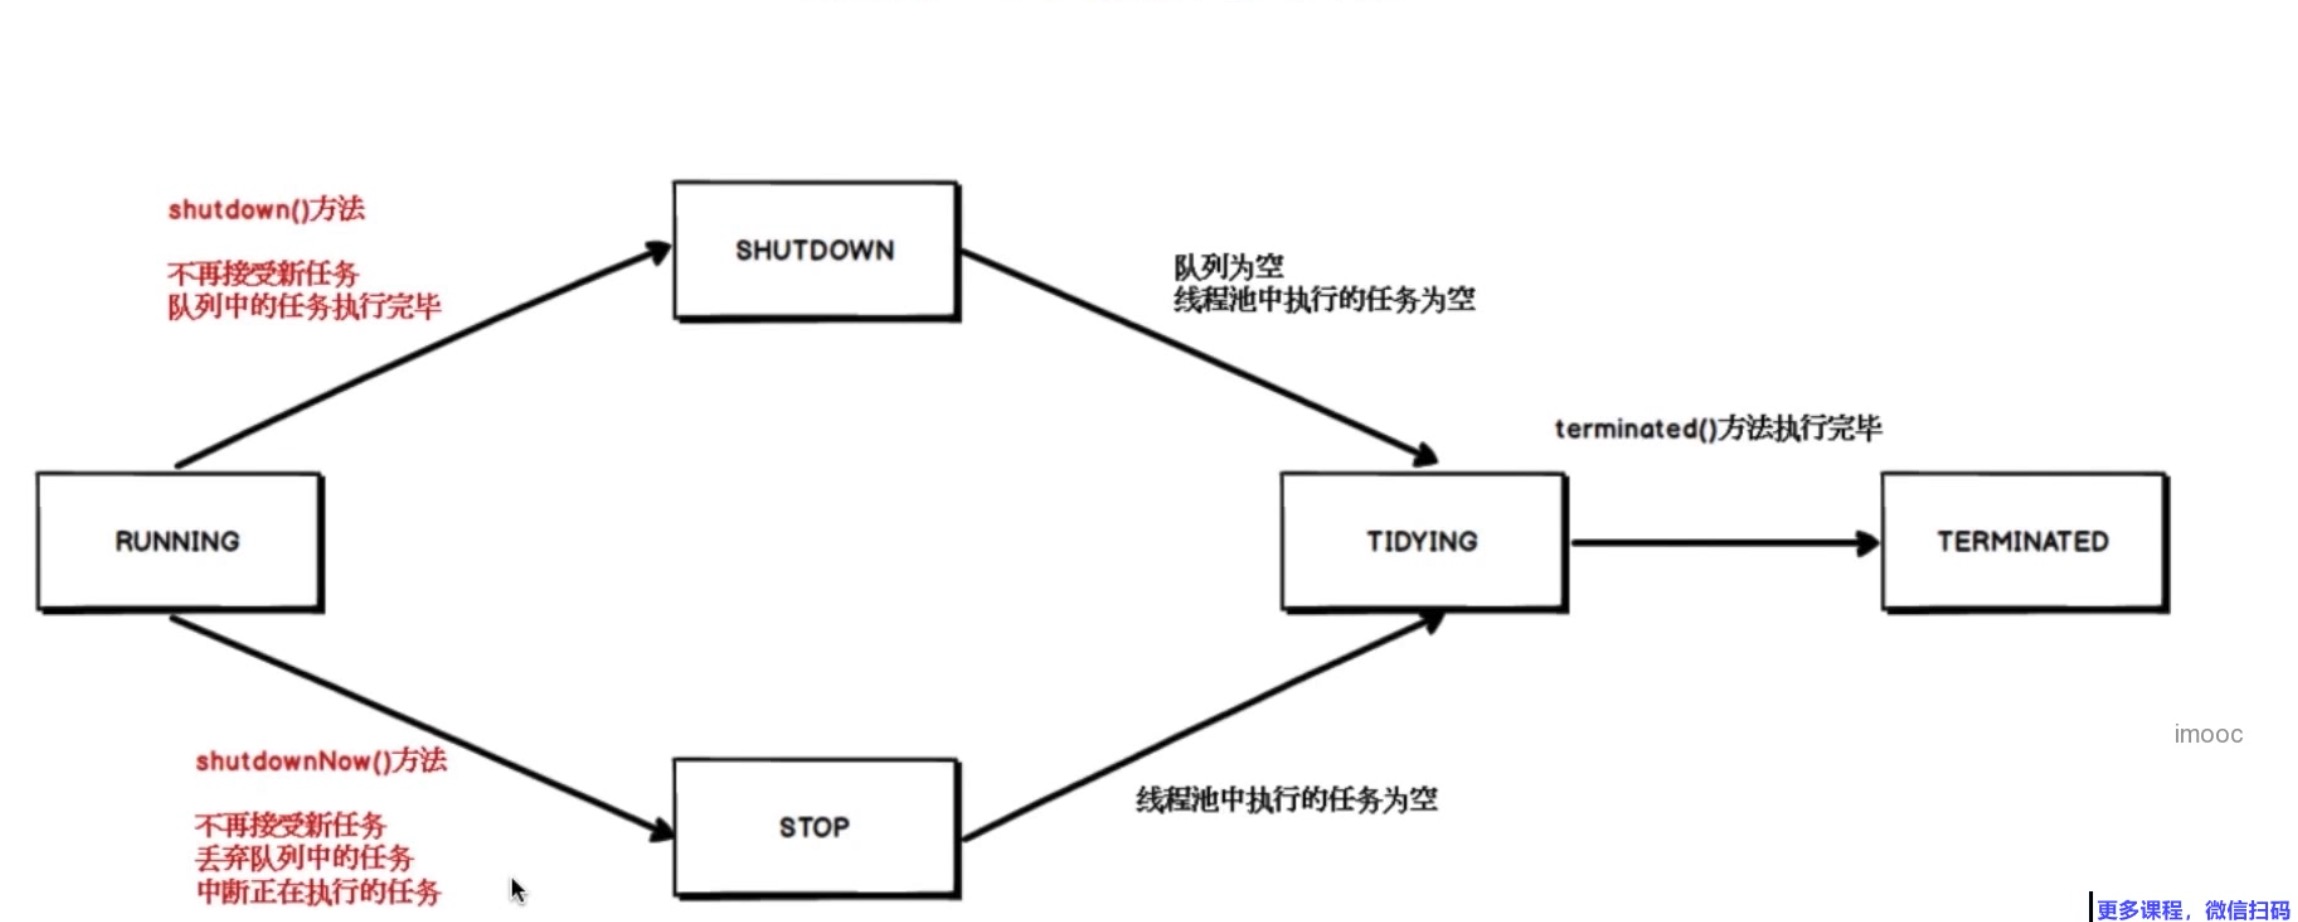 shutdown()方法
不再接受新任务
队列中的任务执行完毕
SHUTDOWN
队列为空
线程池中执行的任务为空
terminated()方法执行完毕
RUNNING
TIDYING
TERMINATED
shutdownNow()方法
不再接受新任务
丢弃队列中的任务
中断正在执行的任务
STOP
线程池中执行的任务为空
imooc
更多课程，微信扫码